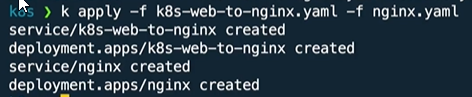 k8s ❯ k apply -f k8s-web-to-nginx.yaml -f nginx.yaml
service/k8s-web-to-nginx created
deployment.apps/k8s-web-to-nginx created
service/nginx created
deployment.apps/nginx created